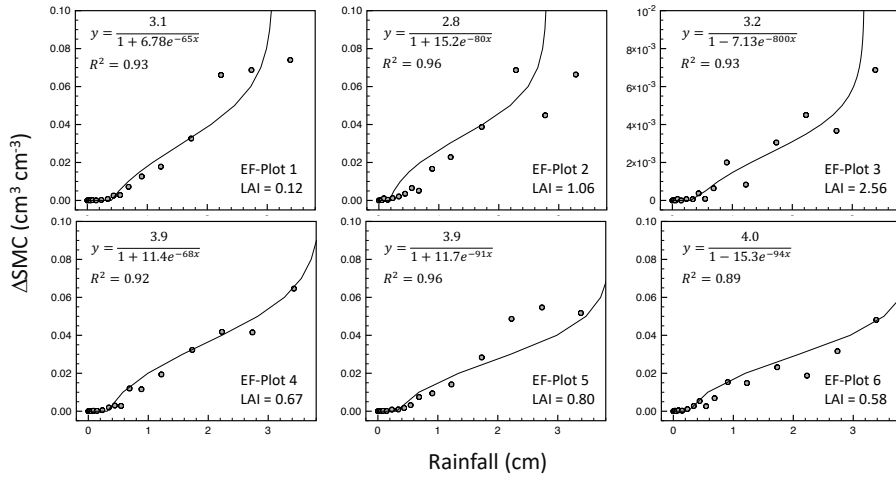 ΔSMC (cm³ cm⁻³)
0.10
0.08
0.06
0.04
0.02
0.00
y = 3.1 / (1 + 6.78e^{-65x})
R² = 0.93
EF-Plot 1
LAI = 0.12
0.10
0.08
0.06
0.04
0.02
0.00
y = 2.8 / (1 + 15.2e^{-80x})
R² = 0.96
EF-Plot 2
LAI = 1.06
10⁻²
8×10⁻³
6×10⁻³
4×10⁻³
2×10⁻³
0
y = 3.2 / (1 − 7.13e^{-800x})
R² = 0.93
EF-Plot 3
LAI = 2.56
0.10
0.08
0.06
0.04
0.02
0.00
y = 3.9 / (1 + 11.4e^{-68x})
R² = 0.92
EF-Plot 4
LAI = 0.67
0 1 2 3
0.10
0.08
0.06
0.04
0.02
0.00
y = 3.9 / (1 + 11.7e^{-91x})
R² = 0.96
EF-Plot 5
LAI = 0.80
0 1 2 3
0.10
0.08
0.06
0.04
0.02
0.00
y = 4.0 / (1 − 15.3e^{-94x})
R² = 0.89
EF-Plot 6
LAI = 0.58
0 1 2 3
Rainfall (cm)